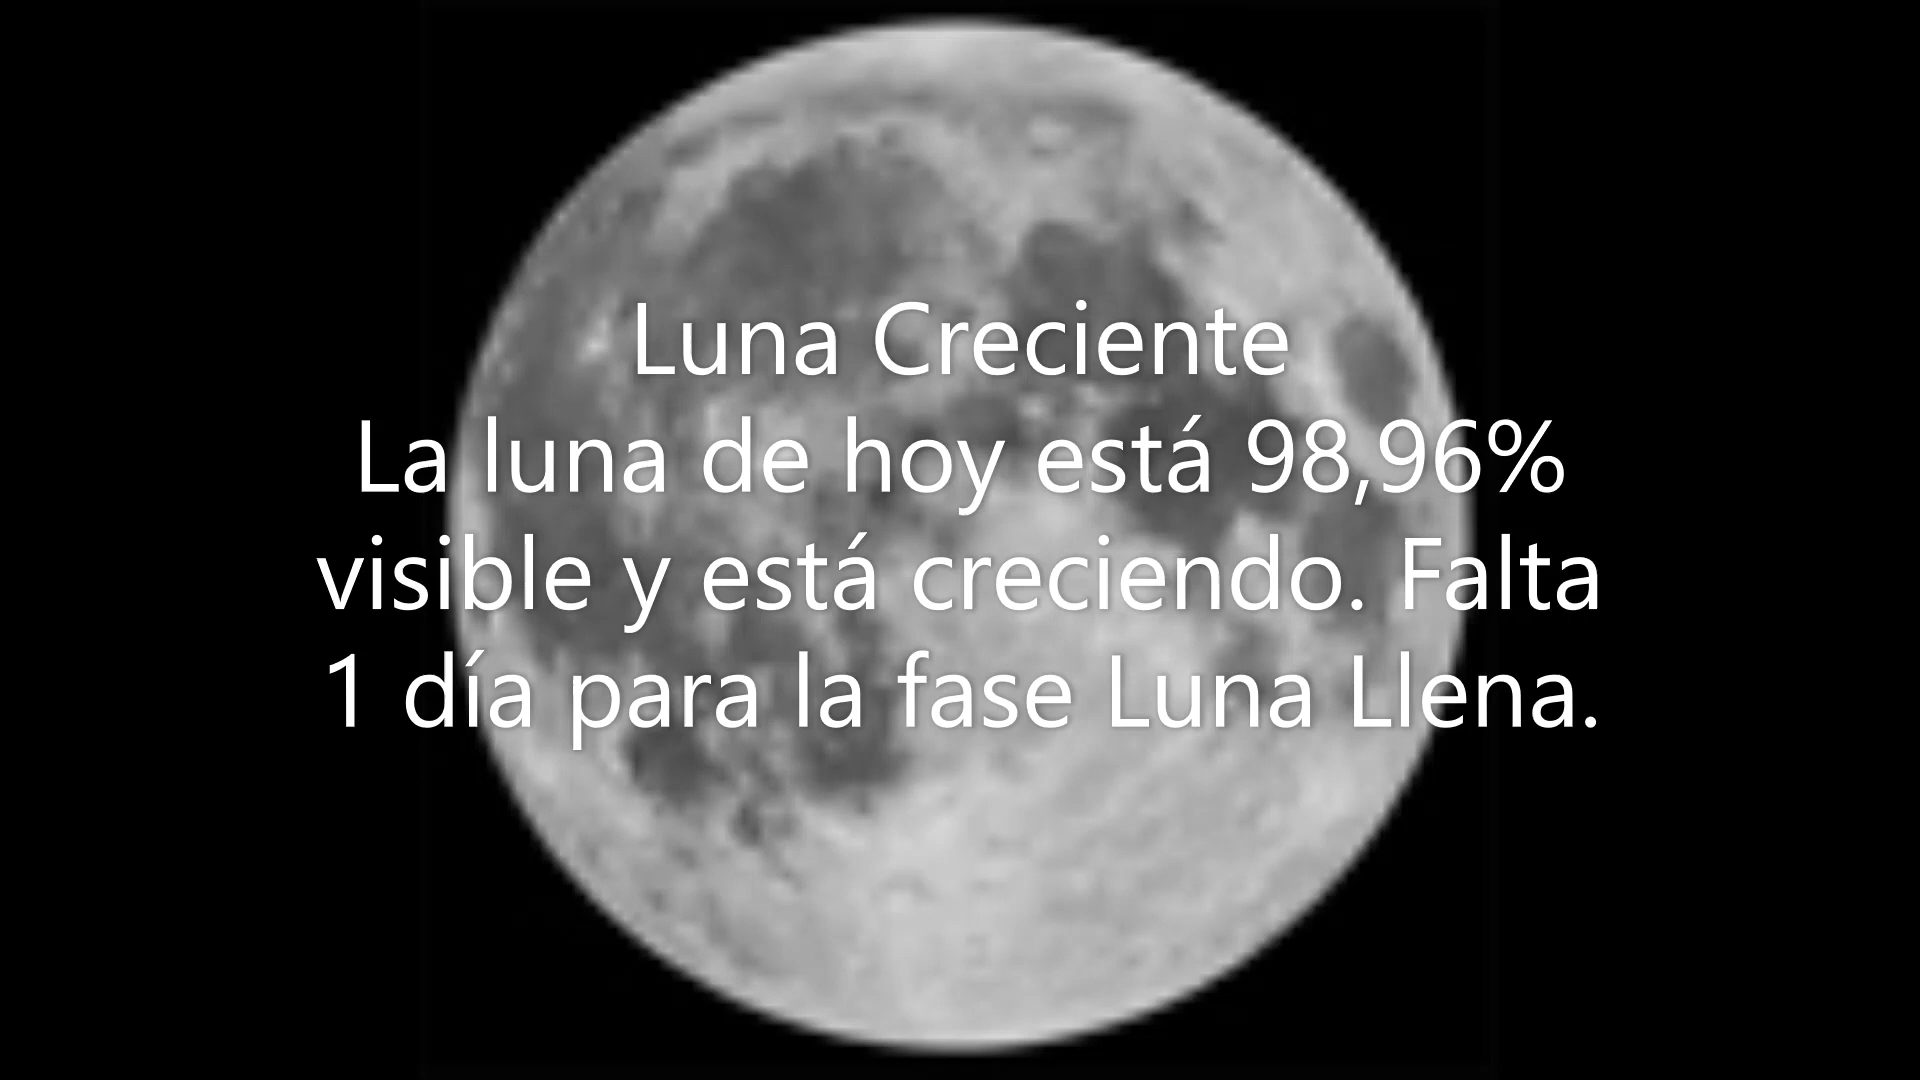 Luna Creciente
La luna de hoy está 98,96%
visible y está creciendo. Falta
1 día para la fase Luna Llena.